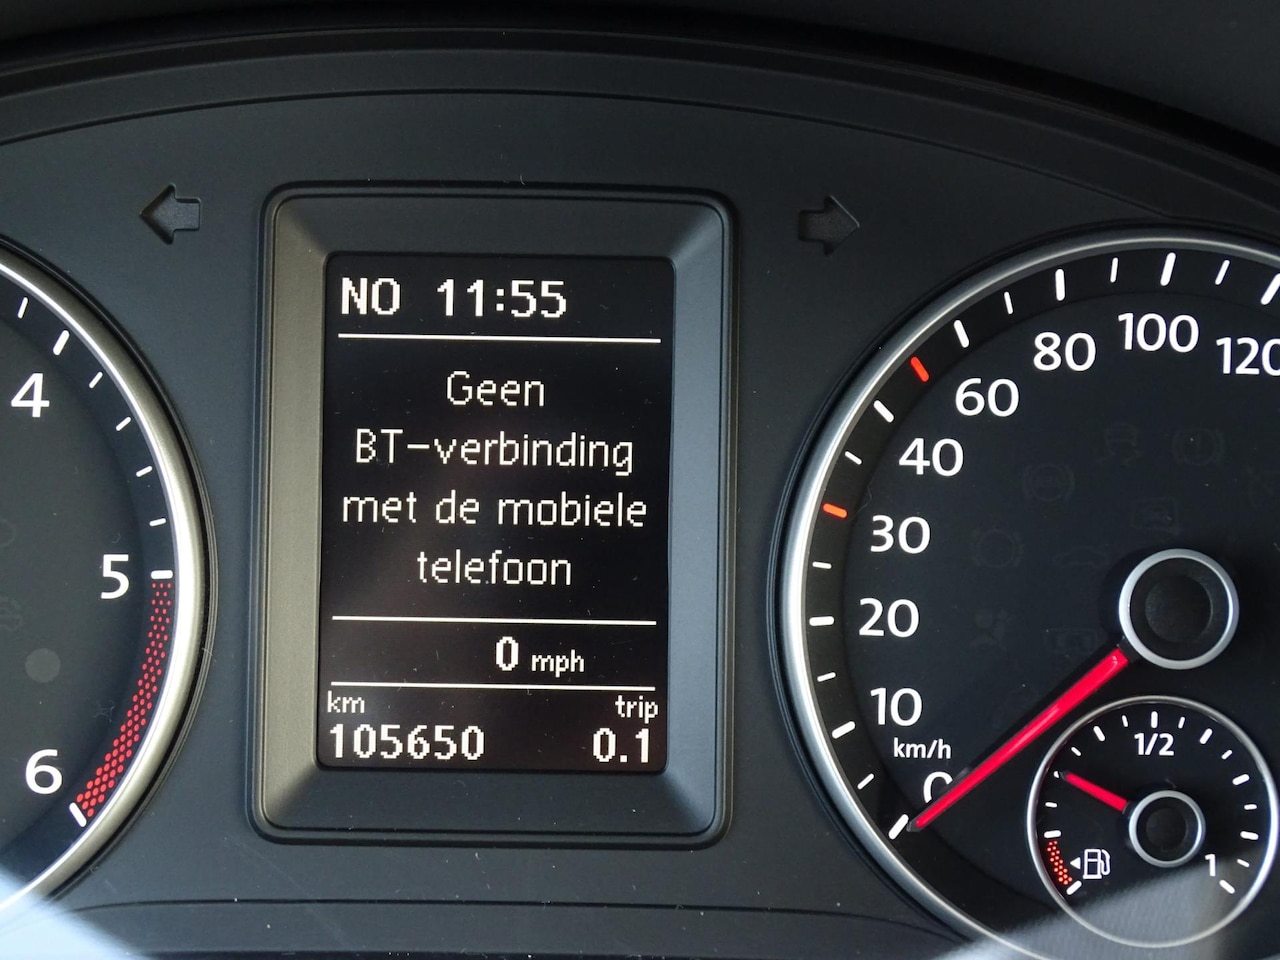 NO 11:55
Geen
BT-verbinding
met de mobiele
telefoon
0 mph
km trip
105650 0.1
4
5
6
0
10
20
30
40
60
80
100
120
km/h
1/2
1